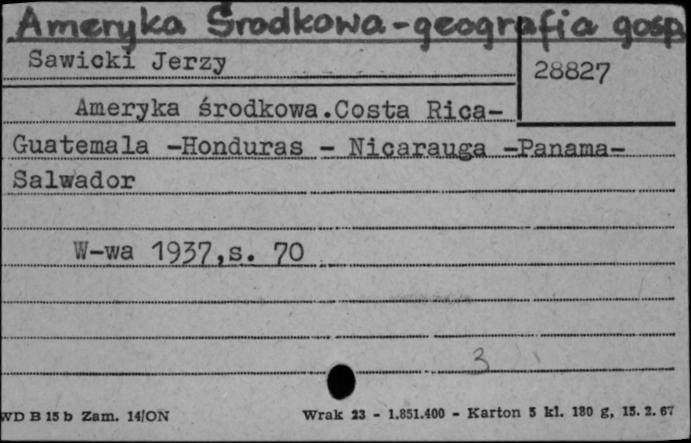 Ameryka Środkowa-geografia gosp
Sawicki Jerzy
28827
Ameryka środkowa.Costa Rica-
Guatemala -Honduras - Nicarauga -Panama-
Salwador
W-wa 1937,s. 70
3
WD B 15 b Zam. 14/ON
Wrak 23 - 1.851.400 - Karton 5 kl. 180 g, 15. 2. 67